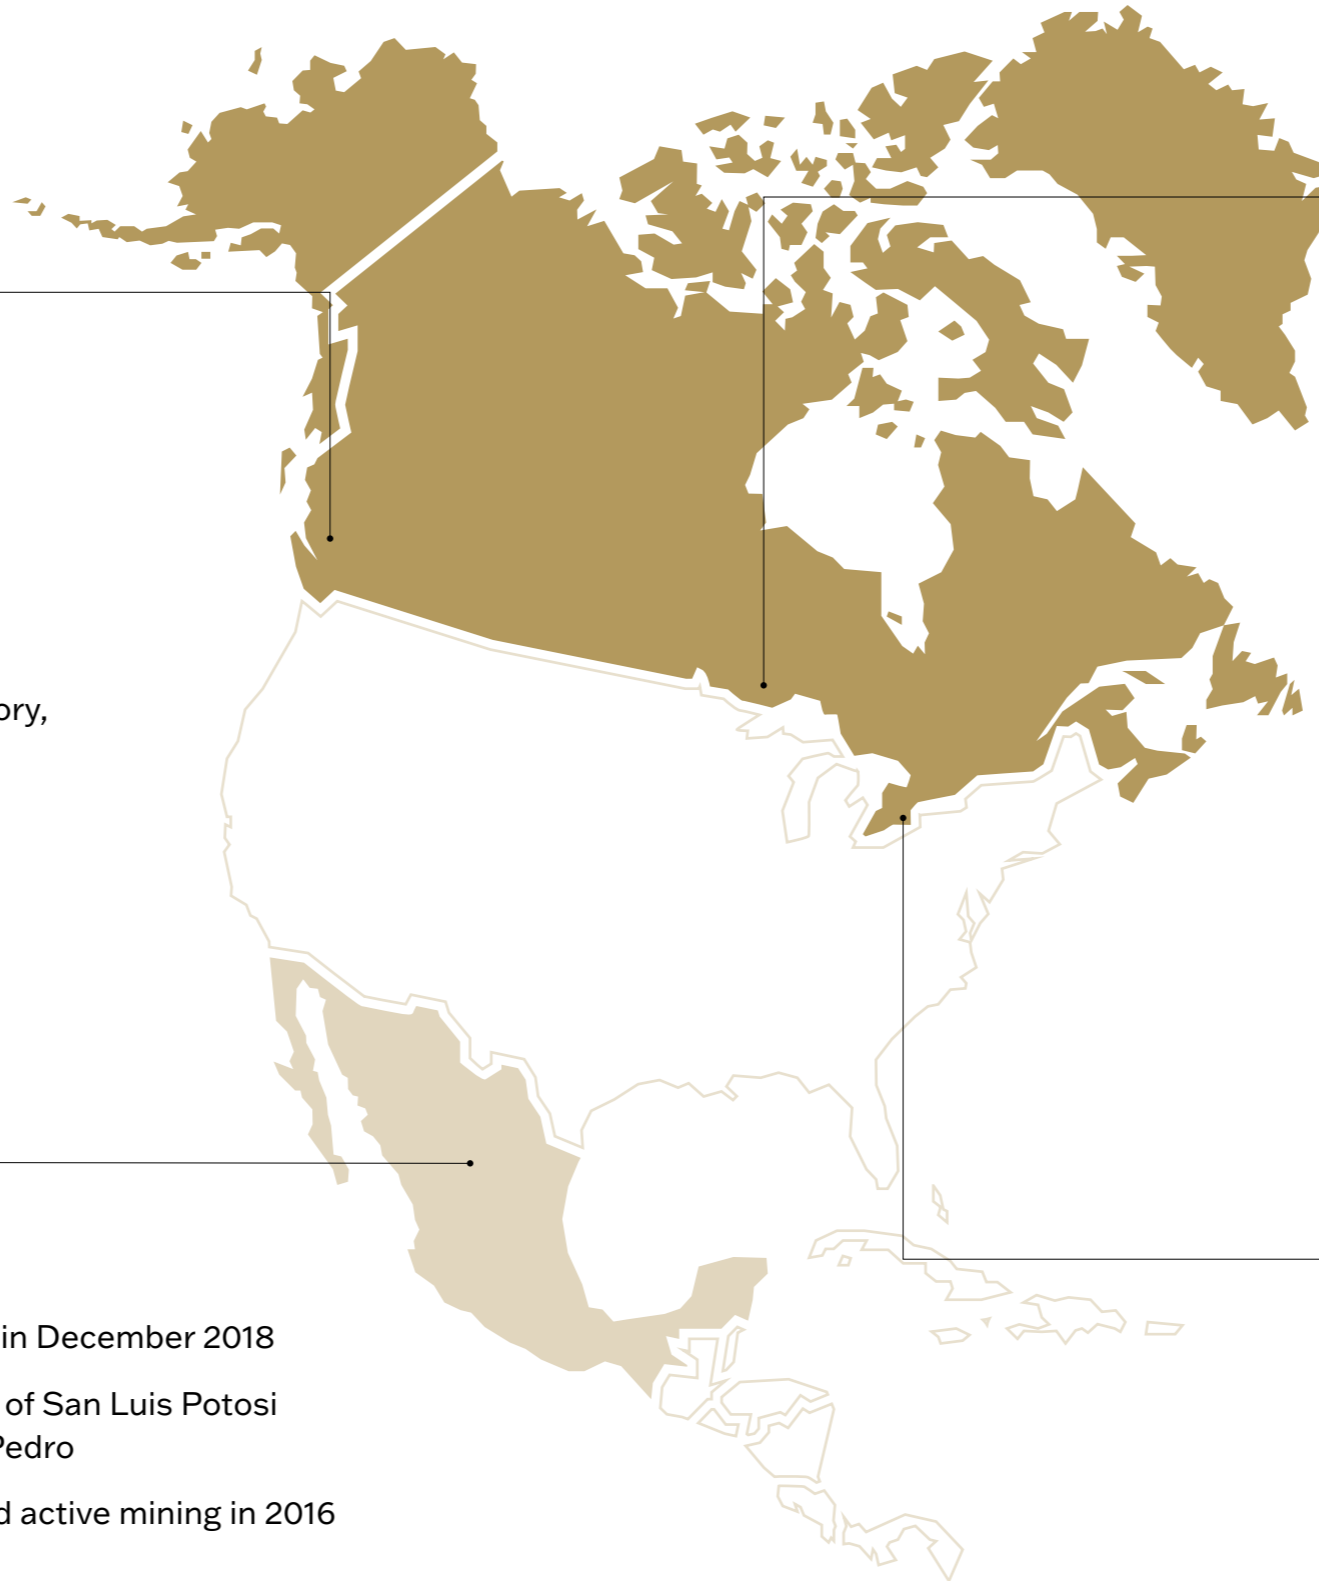 ory,
in December 2018
of San Luis Potosi
Pedro
d active mining in 2016